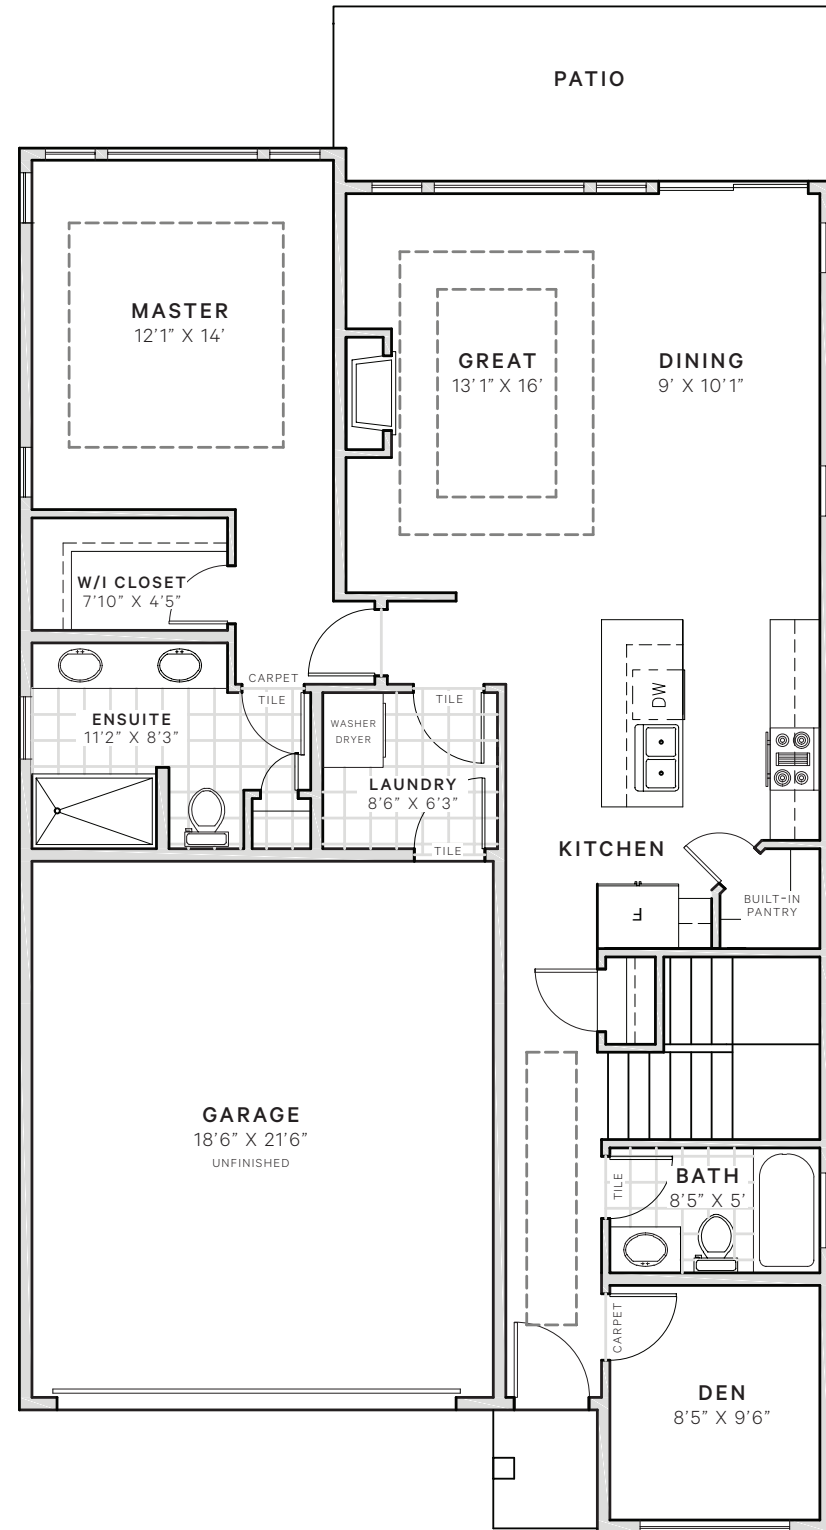 PATIO
MASTER
12'1" X 14'
GREAT
13'1" X 16'
DINING
9' X 10'1"
W/I CLOSET
7'10" X 4'5"
CARPET
TILE
ENSUITE
11'2" X 8'3"
WASHER
DRYER
TILE
LAUNDRY
8'6" X 6'3"
TILE
DW
KITCHEN
F
BUILT-IN
PANTRY
GARAGE
18'6" X 21'6"
UNFINISHED
TILE
BATH
8'5" X 5'
CARPET
DEN
8'5" X 9'6"